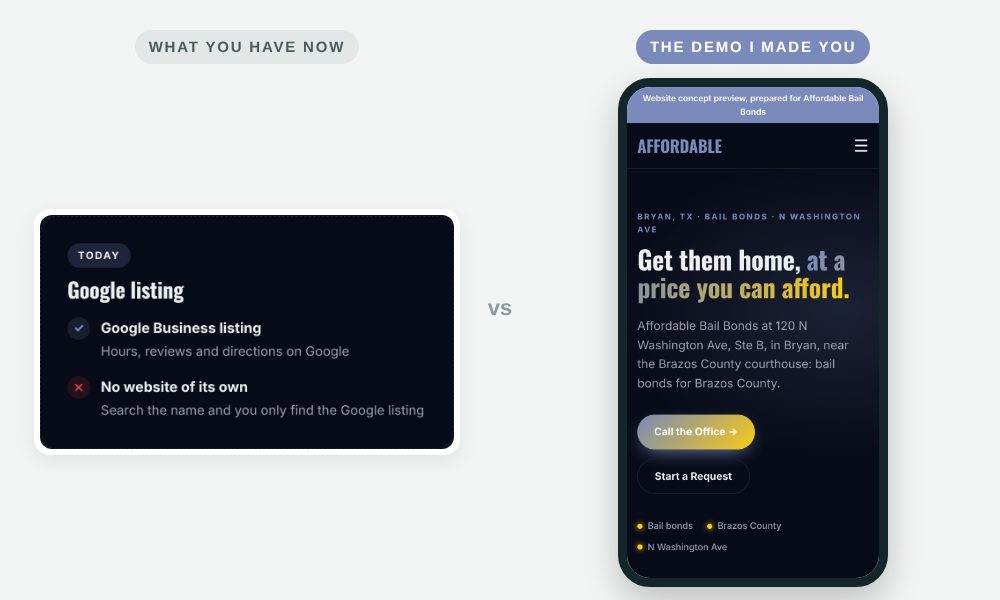 WHAT YOU HAVE NOW
TODAY
Google listing
Google Business listing
Hours, reviews and directions on Google
No website of its own
Search the name and you only find the Google listing
vs
THE DEMO I MADE YOU
Website concept preview, prepared for Affordable Bail
Bonds
AFFORDABLE
BRYAN, TX · BAIL BONDS · N WASHINGTON
AVE
Get them home, at a
price you can afford.
Affordable Bail Bonds at 120 N
Washington Ave, Ste B, in Bryan, near
the Brazos County courthouse: bail
bonds for Brazos County.
Call the Office →
Start a Request
Bail bonds
Brazos County
N Washington Ave